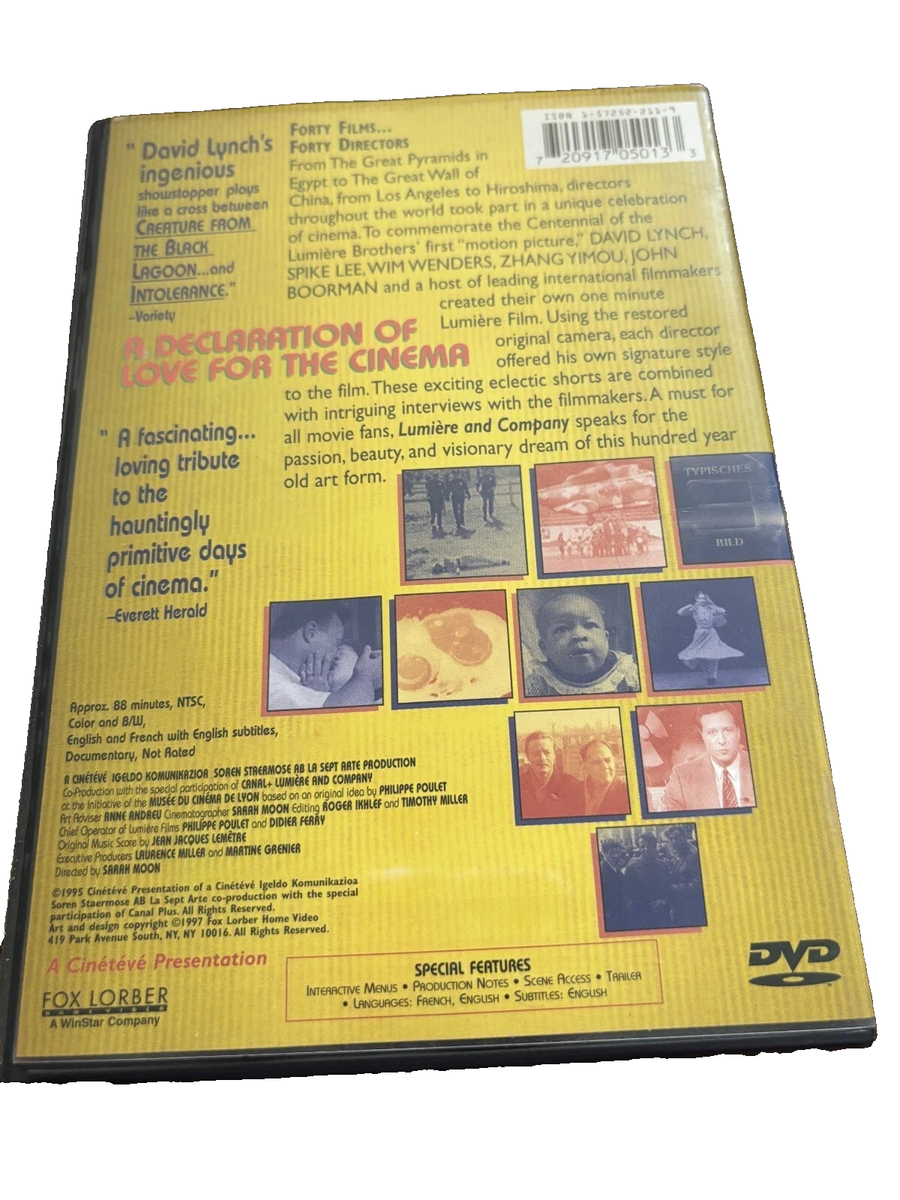 " David Lynch's
ingenious
showstopper plays
like a cross between
CREATURE FROM
THE BLACK
LAGOON...and
INTOLERANCE."
–Variety
FORTY FILMS...
FORTY DIRECTORS
From The Great Pyramids in
Egypt to The Great Wall of
China, from Los Angeles to Hiroshima, directors
throughout the world took part in a unique celebration
of cinema. To commemorate the Centennial of the
Lumière Brothers' first "motion picture," DAVID LYNCH,
SPIKE LEE, WIM WENDERS, ZHANG YIMOU, JOHN
BOORMAN and a host of leading international filmmakers
created their own one minute
Lumière Film. Using the restored
original camera, each director
offered his own signature style
to the film. These exciting eclectic shorts are combined
with intriguing interviews with the filmmakers. A must for
all movie fans, Lumière and Company speaks for the
passion, beauty, and visionary dream of this hundred year
old art form.
ISBN 1-57252-211-9
7 20917 05013 3
A DECLARATION OF
LOVE FOR THE CINEMA
" A fascinating...
loving tribute
to the
hauntingly
primitive days
of cinema."
–Everett Herald
TYPISCHES
BILD
Approx. 88 minutes, NTSC,
Color and B/W,
English and French with English subtitles,
Documentary, Not Rated
A CINÉTÉVÉ IGELDO KOMUNIKAZIOA SOREN STAERMOSE AB LA SEPT ARTE PRODUCTION
Co-Production with the special participation of CANAL+ LUMIÈRE AND COMPANY
at the initiative of the MUSÉE DU CINÉMA DE LYON based on an original idea by PHILIPPE POULET
Art Adviser ANNE ANDREU Cinematographer SARAH MOON Editing ROGER IKHLEF and TIMOTHY MILLER
Chief Operator of Lumière Films PHILIPPE POULET and DIDIER FERRY
Original Music Score by JEAN JACQUES LEMÊTRE
Executive Producers LAURENCE MILLER and MARTINE GRENIER
Directed by SARAH MOON
©1995 Cinétévé Presentation of a Cinétévé Igeldo Komunikazioa
Soren Staermose AB La Sept Arte co-production with the special
participation of Canal Plus. All Rights Reserved.
Art and design copyright ©1997 Fox Lorber Home Video
419 Park Avenue South, NY, NY 10016. All Rights Reserved.
A Cinétévé Presentation
FOX LORBER
HOME VIDEO
A WinStar Company
SPECIAL FEATURES
INTERACTIVE MENUS • PRODUCTION NOTES • SCENE ACCESS • TRAILER
• LANGUAGES: FRENCH, ENGLISH • SUBTITLES: ENGLISH
DVD